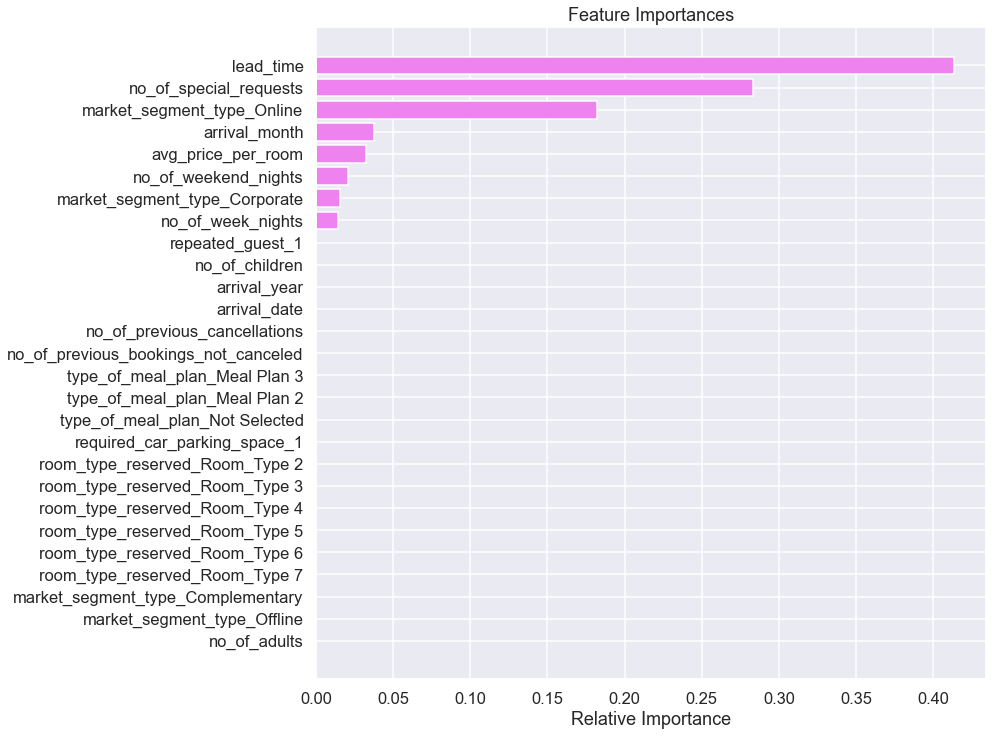 Feature Importances
lead_time
no_of_special_requests
market_segment_type_Online
arrival_month
avg_price_per_room
no_of_weekend_nights
market_segment_type_Corporate
no_of_week_nights
repeated_guest_1
no_of_children
arrival_year
arrival_date
no_of_previous_cancellations
no_of_previous_bookings_not_canceled
type_of_meal_plan_Meal Plan 3
type_of_meal_plan_Meal Plan 2
type_of_meal_plan_Not Selected
required_car_parking_space_1
room_type_reserved_Room_Type 2
room_type_reserved_Room_Type 3
room_type_reserved_Room_Type 4
room_type_reserved_Room_Type 5
room_type_reserved_Room_Type 6
room_type_reserved_Room_Type 7
market_segment_type_Complementary
market_segment_type_Offline
no_of_adults
0.00 0.05 0.10 0.15 0.20 0.25 0.30 0.35 0.40
Relative Importance